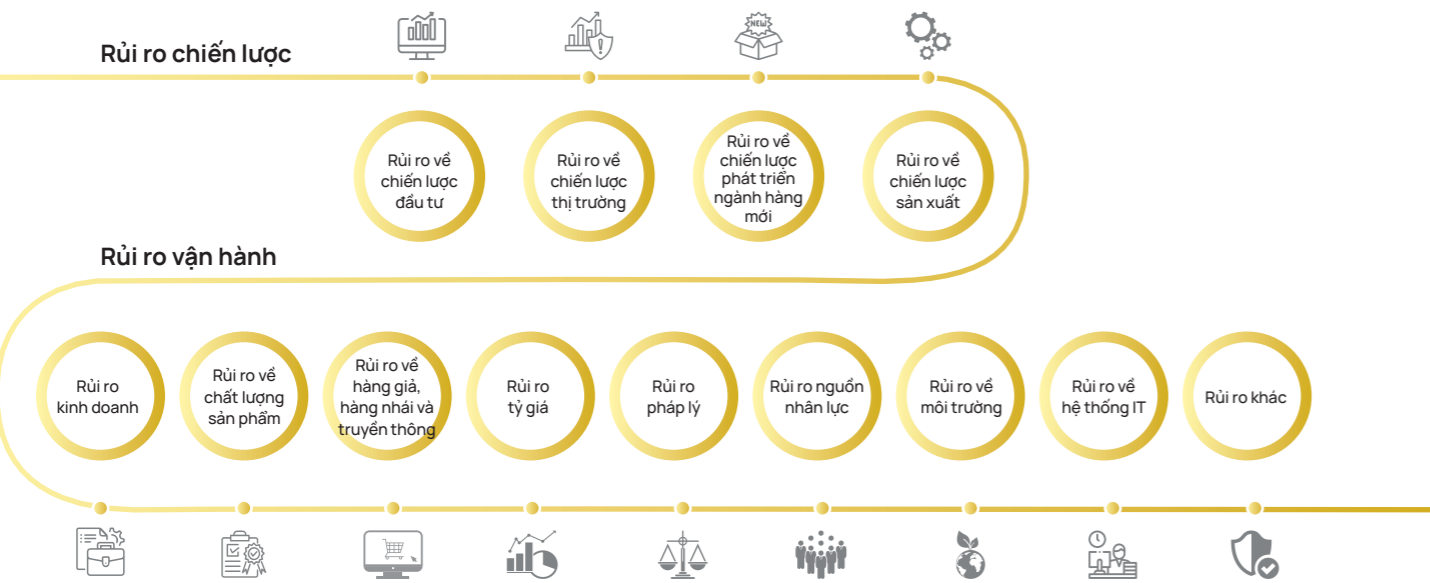 Rủi ro chiến lược
NEW
Rủi ro về
chiến lược
đầu tư
Rủi ro về
chiến lược
thị trường
Rủi ro về
chiến lược
phát triển
ngành hàng
mới
Rủi ro về
chiến lược
sản xuất
Rủi ro vận hành
Rủi ro
kinh doanh
Rủi ro về
chất lượng
sản phẩm
Rủi ro về
hàng giả,
hàng nhái và
truyền thông
Rủi ro
tỷ giá
Rủi ro
pháp lý
Rủi ro nguồn
nhân lực
Rủi ro về
môi trường
Rủi ro về
hệ thống IT
Rủi ro khác